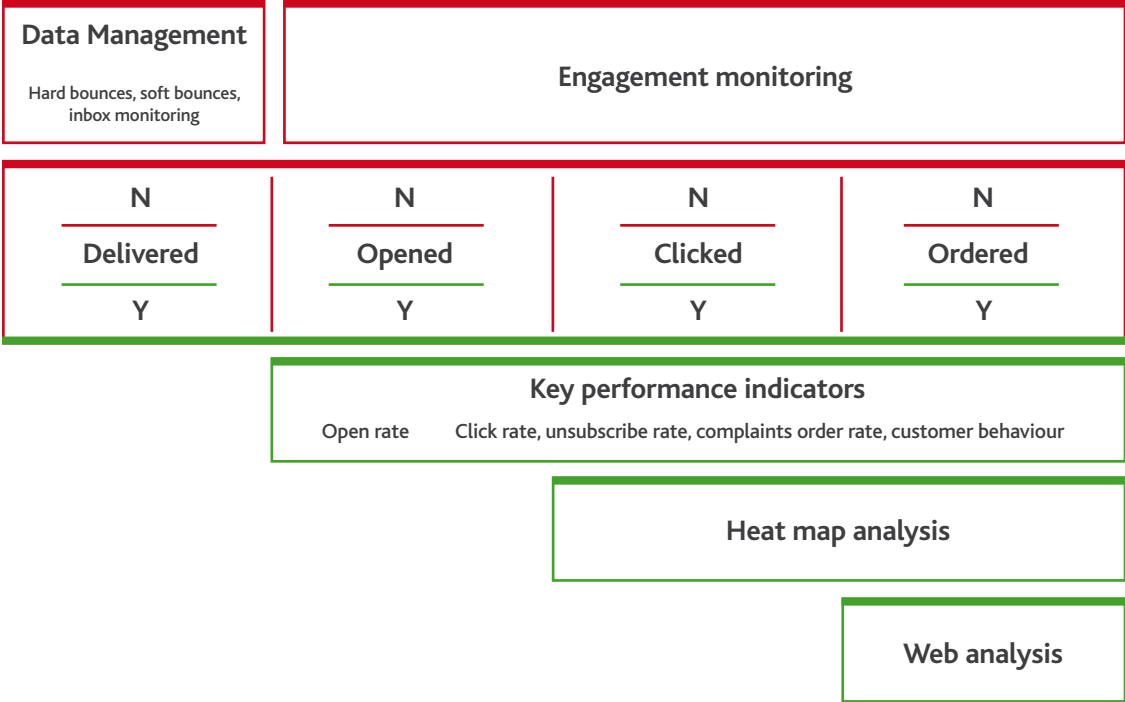 Data Management
Hard bounces, soft bounces,
inbox monitoring
Engagement monitoring
N
Delivered
Y
N
Opened
Y
N
Clicked
Y
N
Ordered
Y
Key performance indicators
Open rate
Click rate, unsubscribe rate, complaints order rate, customer behaviour
Heat map analysis
Web analysis